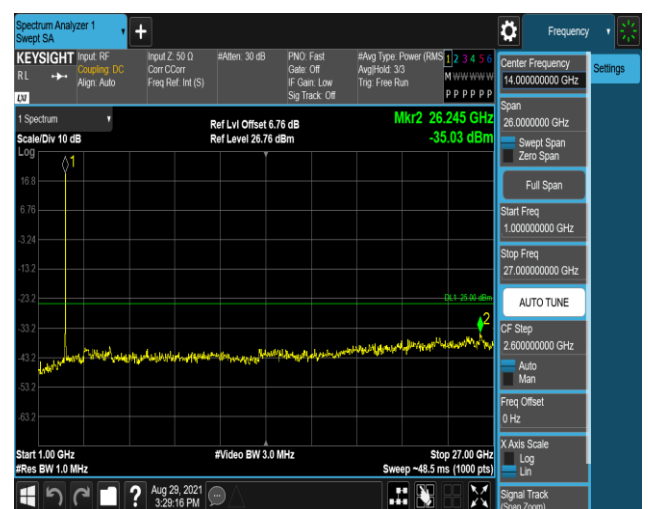 Spectrum Analyzer 1
Swept SA
+
Frequency
KEYSIGHT
RL
LXI
Input: RF
Coupling: DC
Align: Auto
Input Z: 50 Ω
Corr CCorr
Freq Ref: Int (S)
#Atten: 30 dB
PNO: Fast
Gate: Off
IF Gain: Low
Sig Track: Off
#Avg Type: Power (RMS
Avg|Hold: 3/3
Trig: Free Run
1 2 3 4 5 6
M W W W W W
P P P P P P
Center Frequency
14.000000000 GHz
Settings
Span
26.0000000 GHz
Swept Span
Zero Span
Full Span
Start Freq
1.000000000 GHz
Stop Freq
27.000000000 GHz
AUTO TUNE
CF Step
2.600000000 GHz
Auto
Man
Freq Offset
0 Hz
X Axis Scale
Log
Lin
Signal Track
(Span Zoom)
1 Spectrum
Scale/Div 10 dB
Log
Ref Lvl Offset 6.76 dB
Ref Level 26.76 dBm
Mkr2 26.245 GHz
-35.03 dBm
1
16.8
6.76
-3.24
-13.2
-23.2
DL1 -25.00 dBm
2
-33.2
-43.2
-53.2
-63.2
Start 1.00 GHz
#Res BW 1.0 MHz
#Video BW 3.0 MHz
Stop 27.00 GHz
Sweep ~48.5 ms (1000 pts)
?
Aug 29, 2021
3:29:16 PM